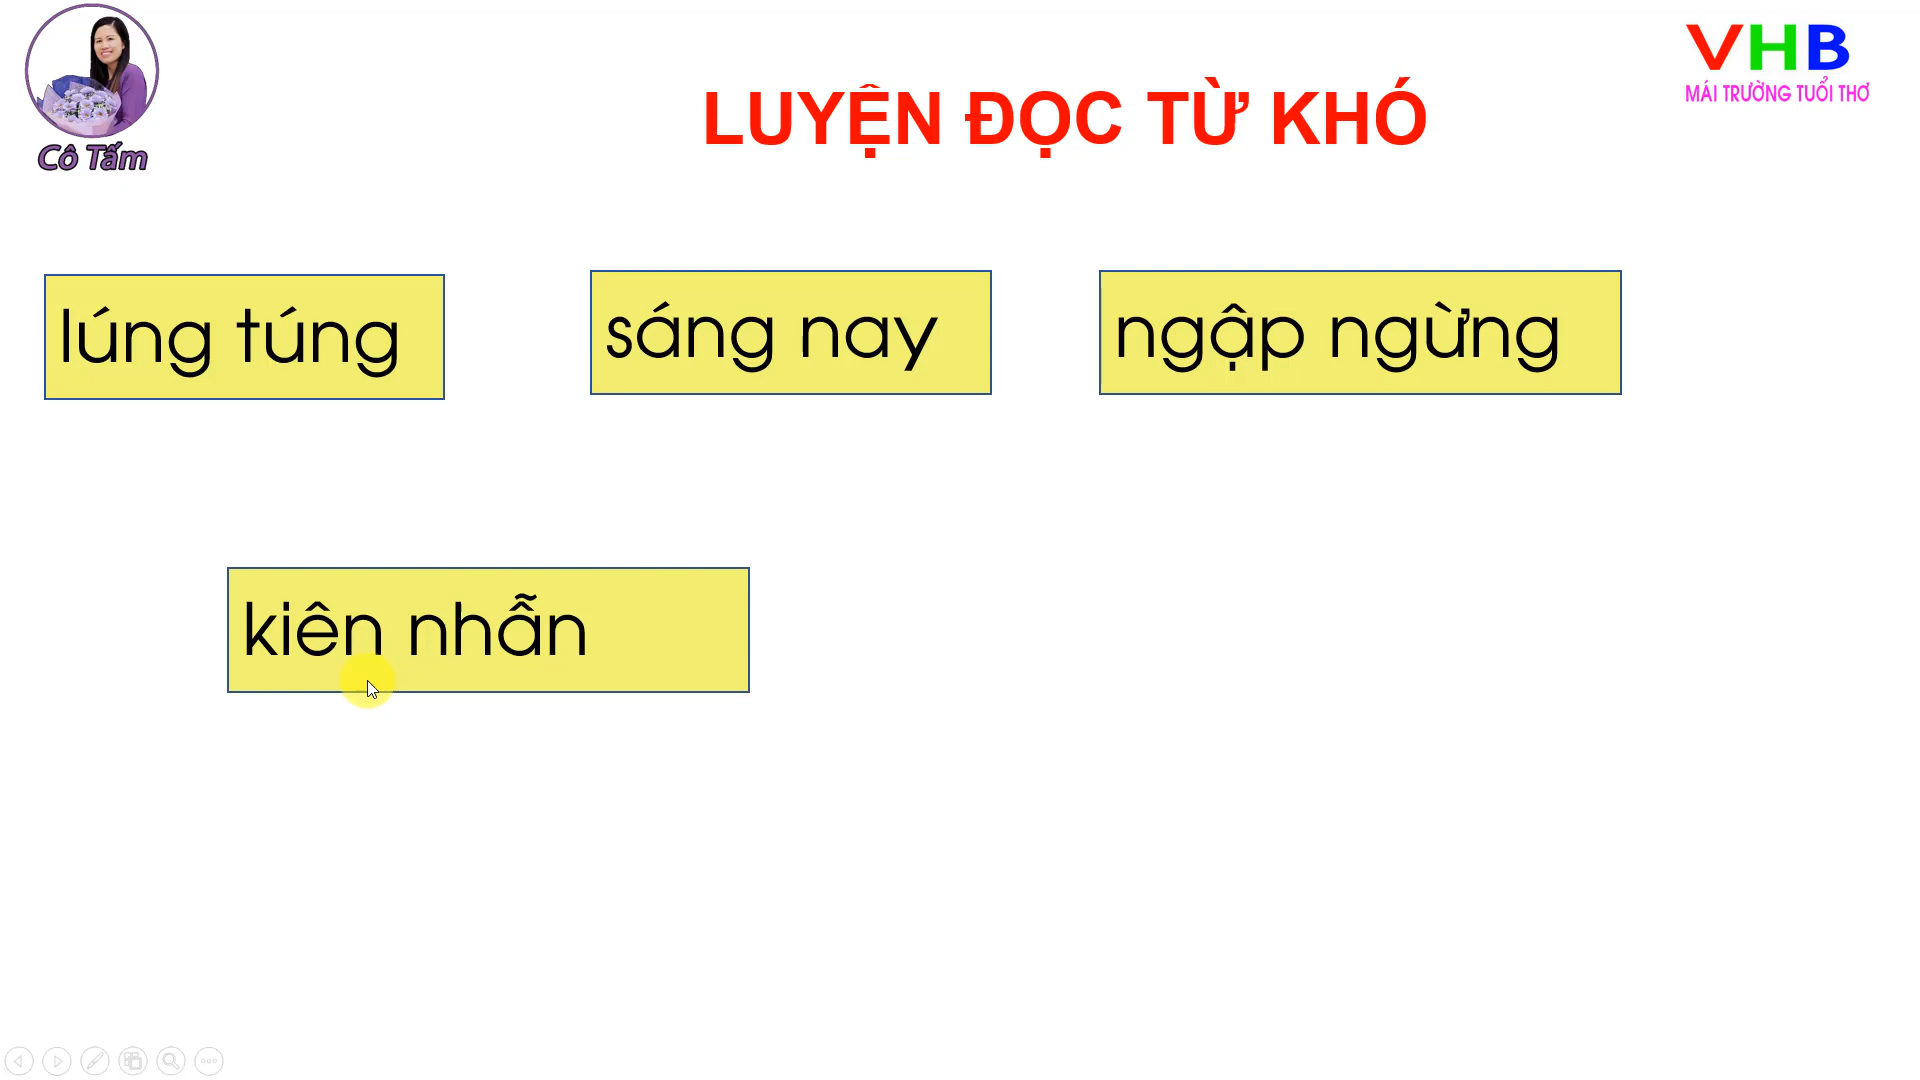 Cô Tấm
VHB
MÁI TRƯỜNG TUỔI THƠ
LUYỆN ĐỌC TỪ KHÓ
lúng túng
sáng nay
ngập ngừng
kiên nhẫn